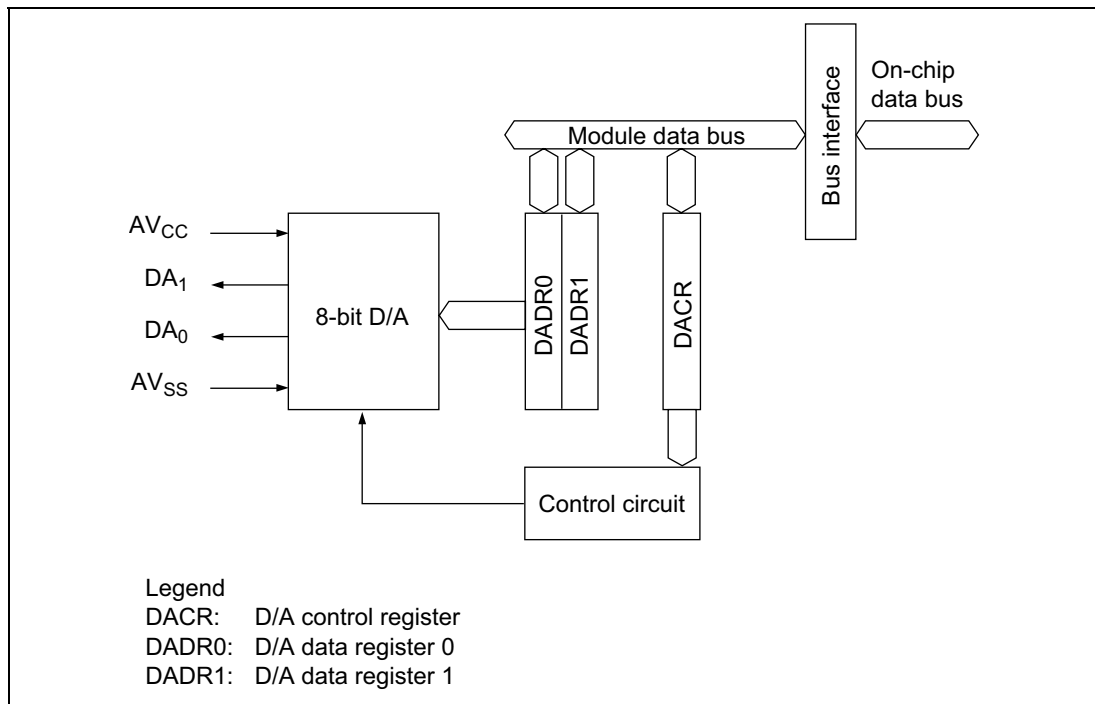 On-chip
data bus
Bus interface
Module data bus
AVCC
DA1
DA0
AVSS
8-bit D/A
DADR0
DADR1
DACR
Control circuit
Legend
DACR: D/A control register
DADR0: D/A data register 0
DADR1: D/A data register 1